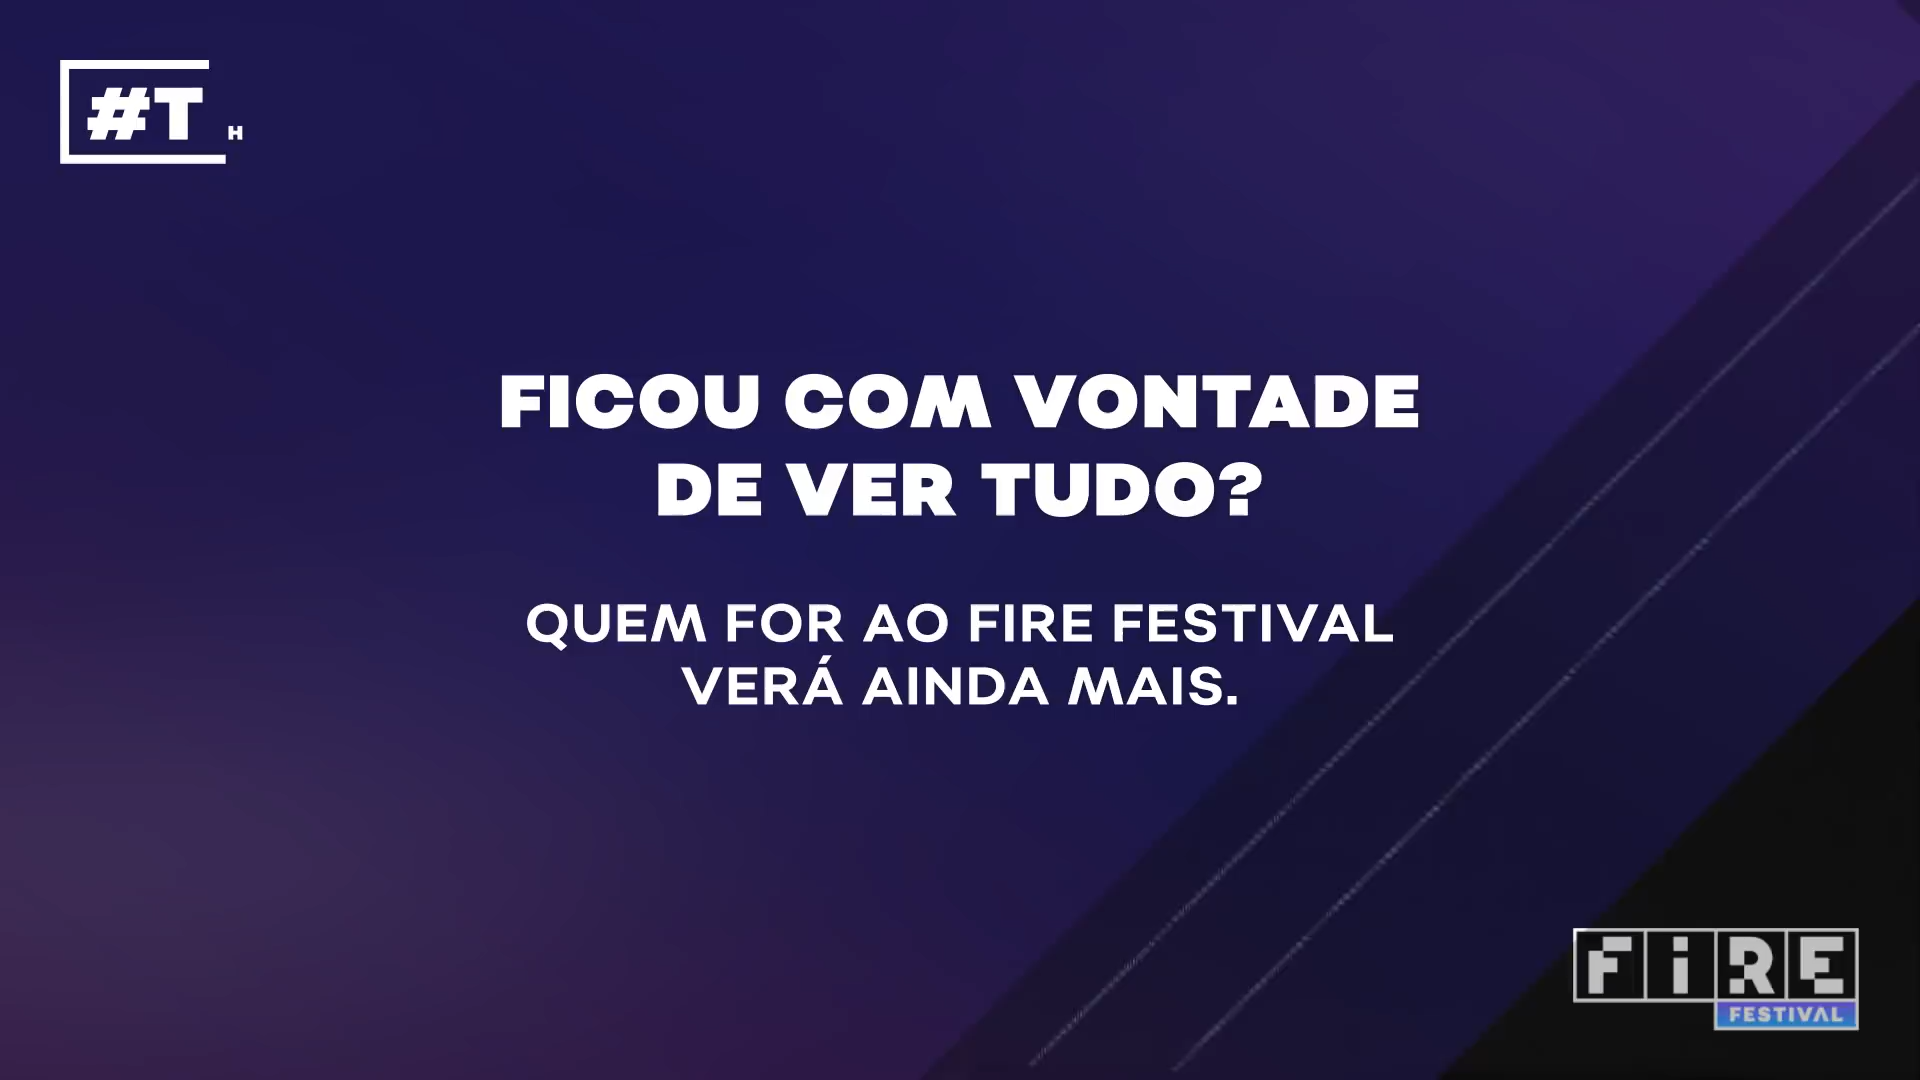 #T H
FICOU COM VONTADE
DE VER TUDO?
QUEM FOR AO FIRE FESTIVAL
VERÁ AINDA MAIS.
FiRE
FESTIVAL